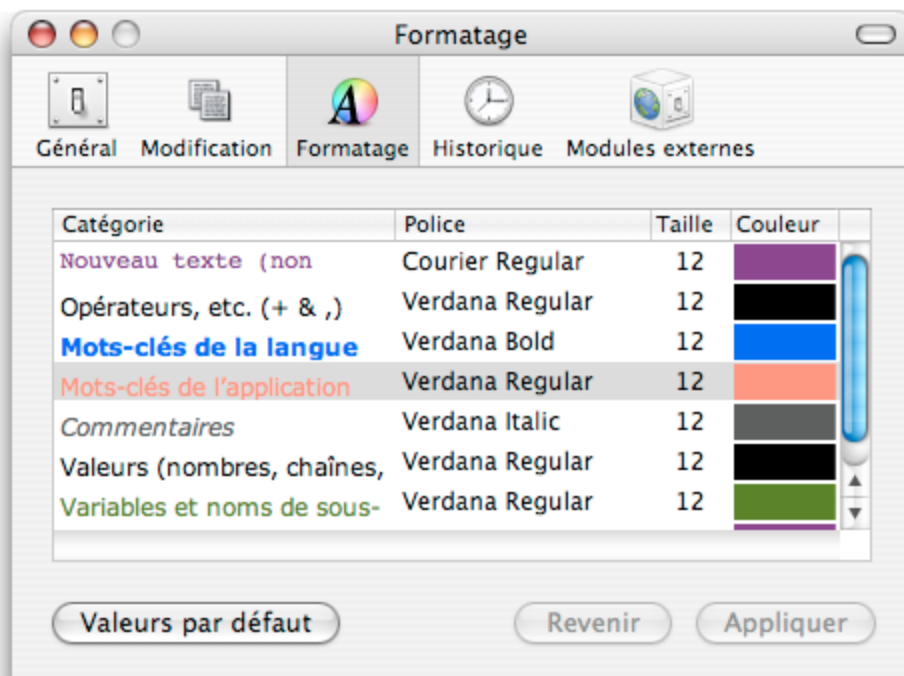 Formatage
Général Modification Formatage Historique Modules externes
Catégorie Police Taille Couleur
Nouveau texte (non Courier Regular 12
Opérateurs, etc. (+ & ,) Verdana Regular 12
Mots-clés de la langue Verdana Bold 12
Mots-clés de l'application Verdana Regular 12
Commentaires Verdana Italic 12
Valeurs (nombres, chaînes, Verdana Regular 12
Variables et noms de sous- Verdana Regular 12
Valeurs par défaut Revenir Appliquer